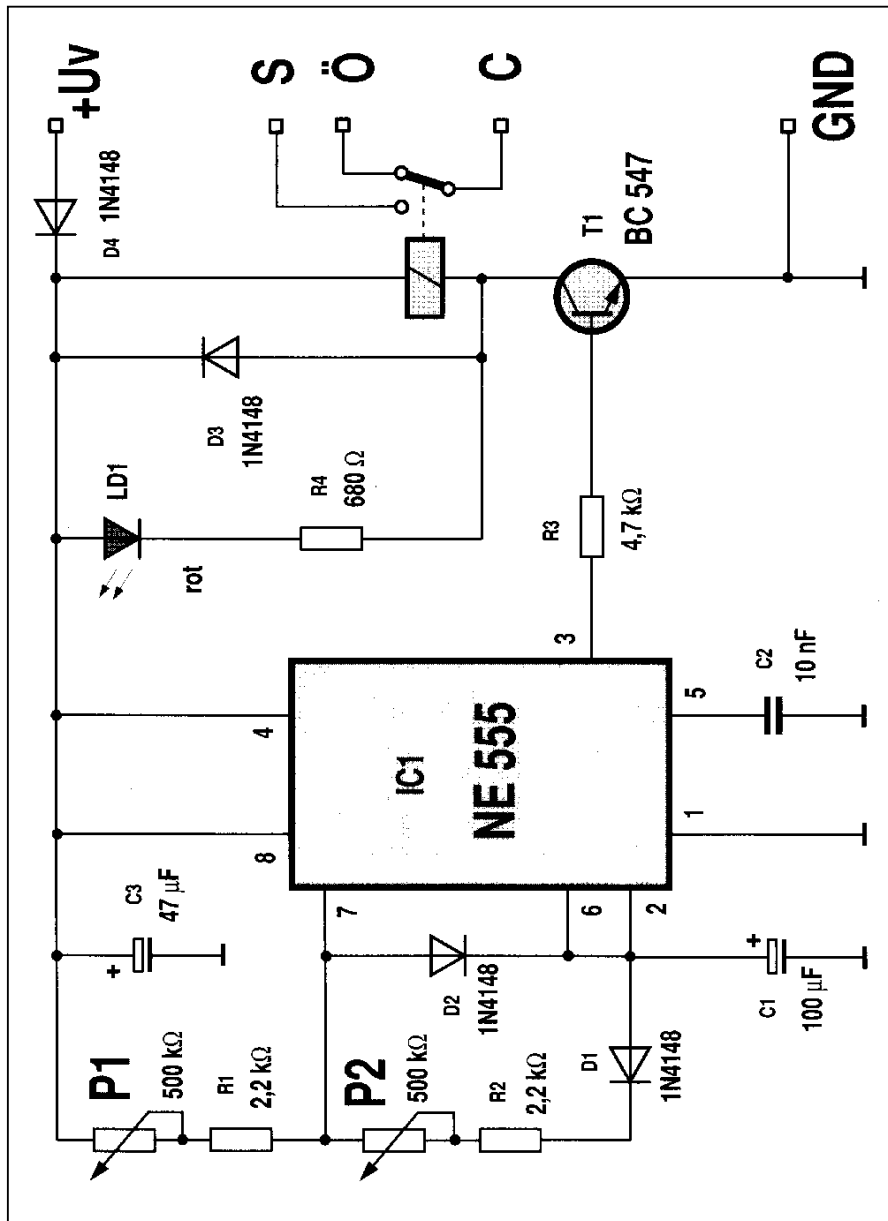 +Uv
D4
1N4148
S
Ö
C
GND
T1
BC 547
D3
1N4148
LD1
rot
R4
680 Ω
R3
4,7 kΩ
IC1
NE 555
4
8
7
6
2
3
5
1
C2
10 nF
C3
47 µF
+
P1
500 kΩ
R1
2,2 kΩ
P2
500 kΩ
R2
2,2 kΩ
D2
1N4148
D1
1N4148
+
C1
100 µF